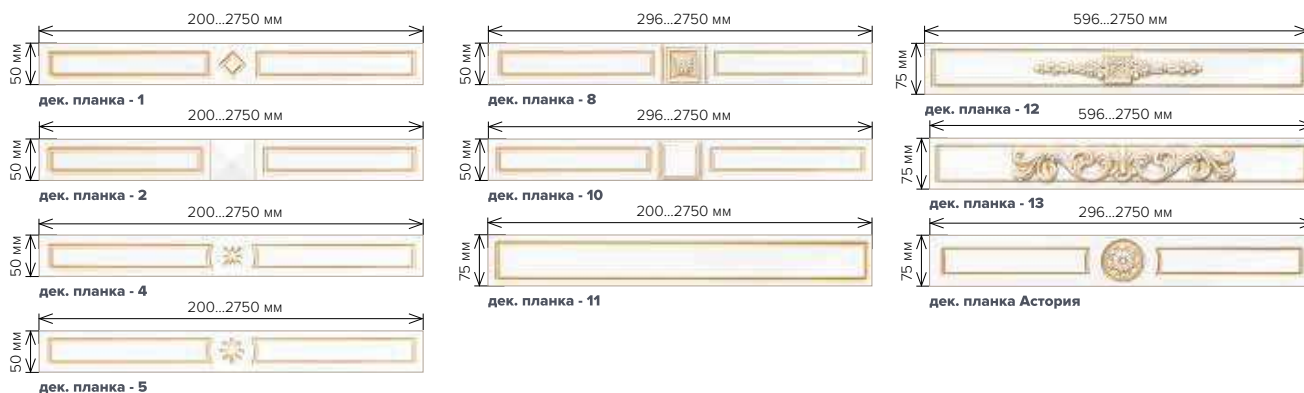 200...2750 мм
50 мм
дек. планка - 1
200...2750 мм
50 мм
дек. планка - 2
200...2750 мм
50 мм
дек. планка - 4
200...2750 мм
50 мм
дек. планка - 5
296...2750 мм
50 мм
дек. планка - 8
296...2750 мм
50 мм
дек. планка - 10
200...2750 мм
75 мм
дек. планка - 11
596...2750 мм
75 мм
дек. планка - 12
596...2750 мм
75 мм
дек. планка - 13
296...2750 мм
75 мм
дек. планка Астория